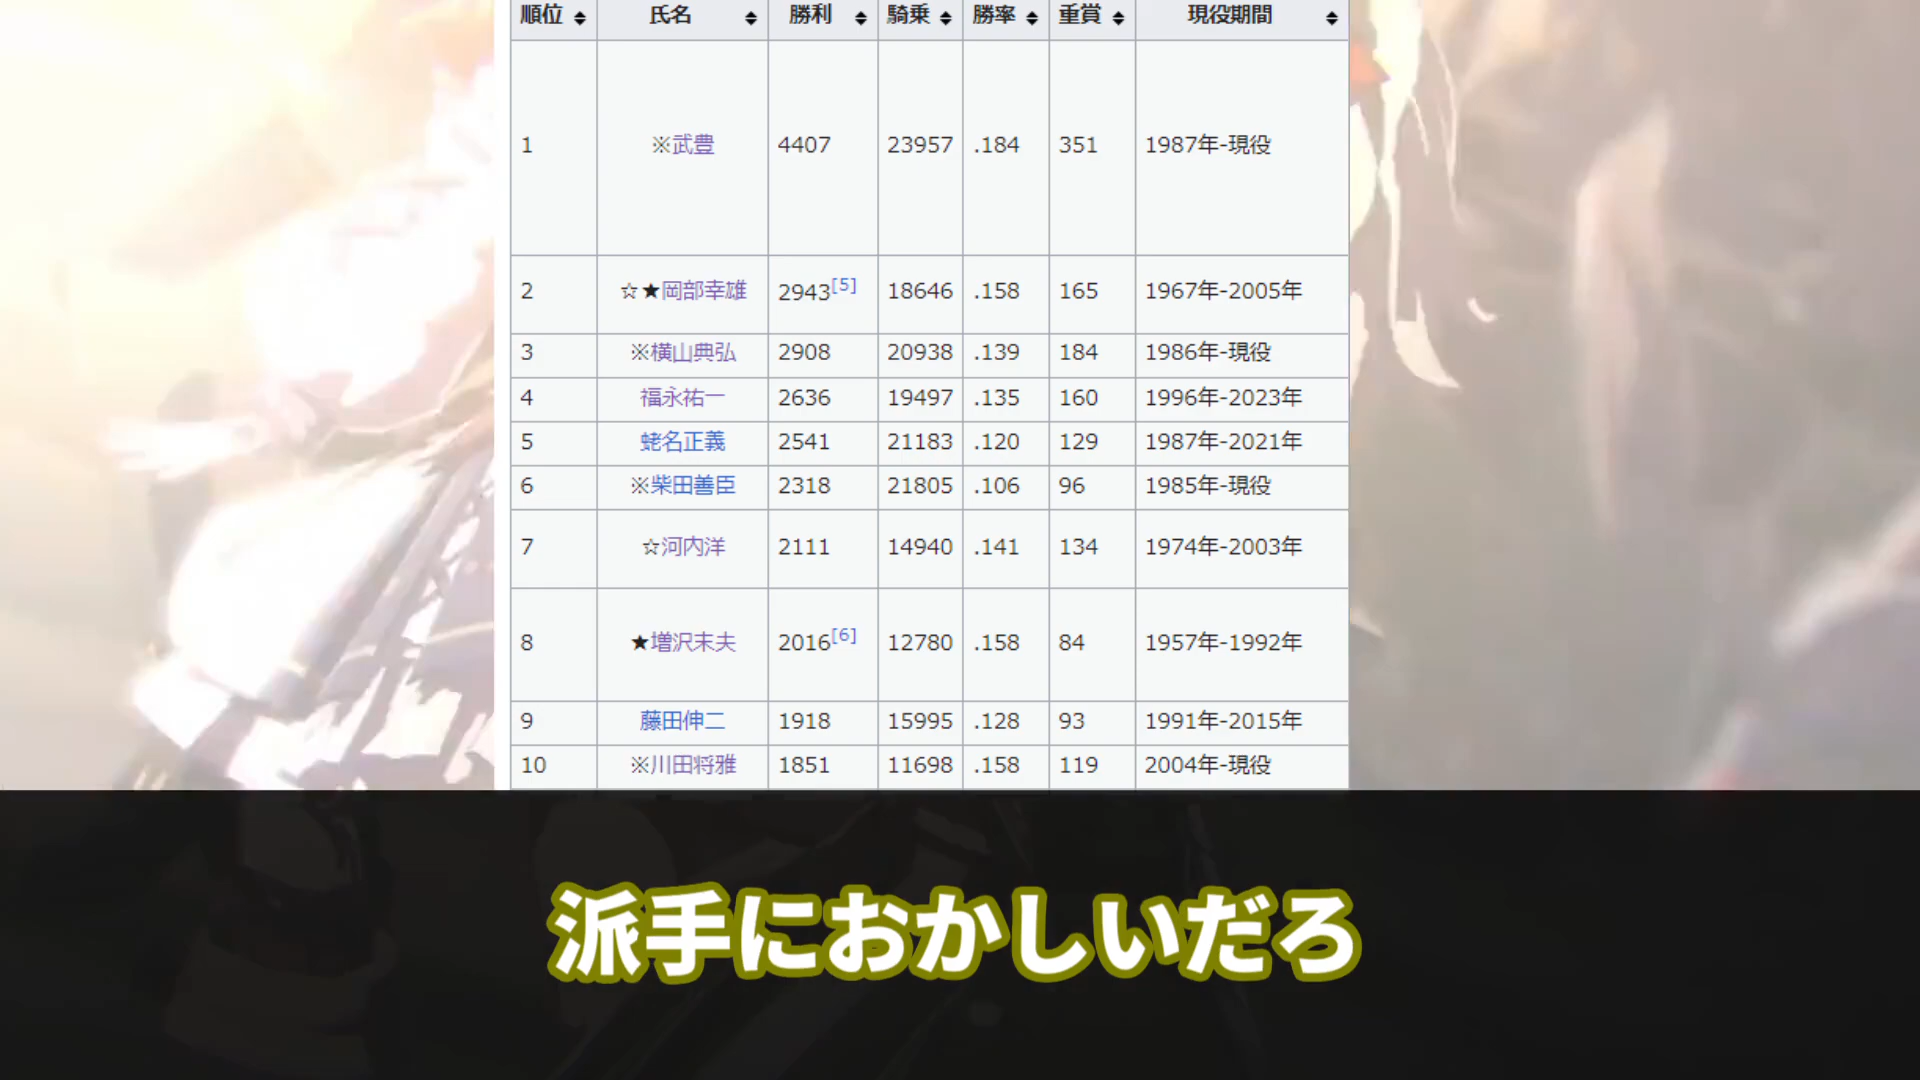 順位 氏名 勝利 騎乗 勝率 重賞 現役期間
1 ※武豊 4407 23957 .184 351 1987年-現役
2 ☆★岡部幸雄 2943[5] 18646 .158 165 1967年-2005年
3 ※横山典弘 2908 20938 .139 184 1986年-現役
4 福永祐一 2636 19497 .135 160 1996年-2023年
5 蛯名正義 2541 21183 .120 129 1987年-2021年
6 ※柴田善臣 2318 21805 .106 96 1985年-現役
7 ☆河内洋 2111 14940 .141 134 1974年-2003年
8 ★増沢末夫 2016[6] 12780 .158 84 1957年-1992年
9 藤田伸二 1918 15995 .128 93 1991年-2015年
10 ※川田将雅 1851 11698 .158 119 2004年-現役
派手におかしいだろ